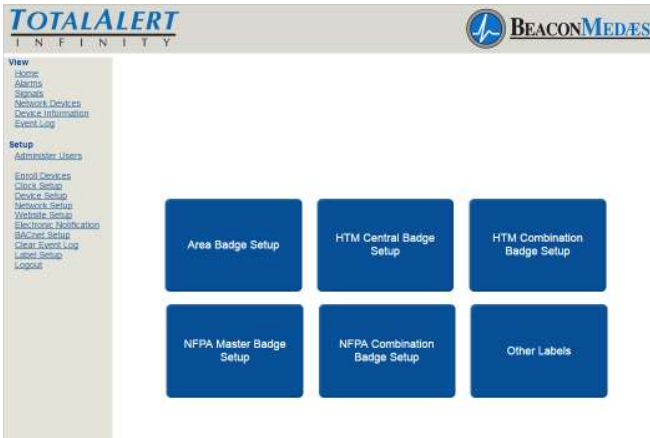 TOTALALERT
INFINITY
BEACONMEDÆS
View
Home
Alarms
Signals
Network Devices
Device Information
Event Log
Setup
Administer Users
Enroll Devices
Clock Setup
Device Setup
Network Setup
Website Setup
Electronic Notification
BACnet Setup
Clear Event Log
Label Setup
Logout
Area Badge Setup
HTM Central Badge
Setup
HTM Combination
Badge Setup
NFPA Master Badge
Setup
NFPA Combination
Badge Setup
Other Labels